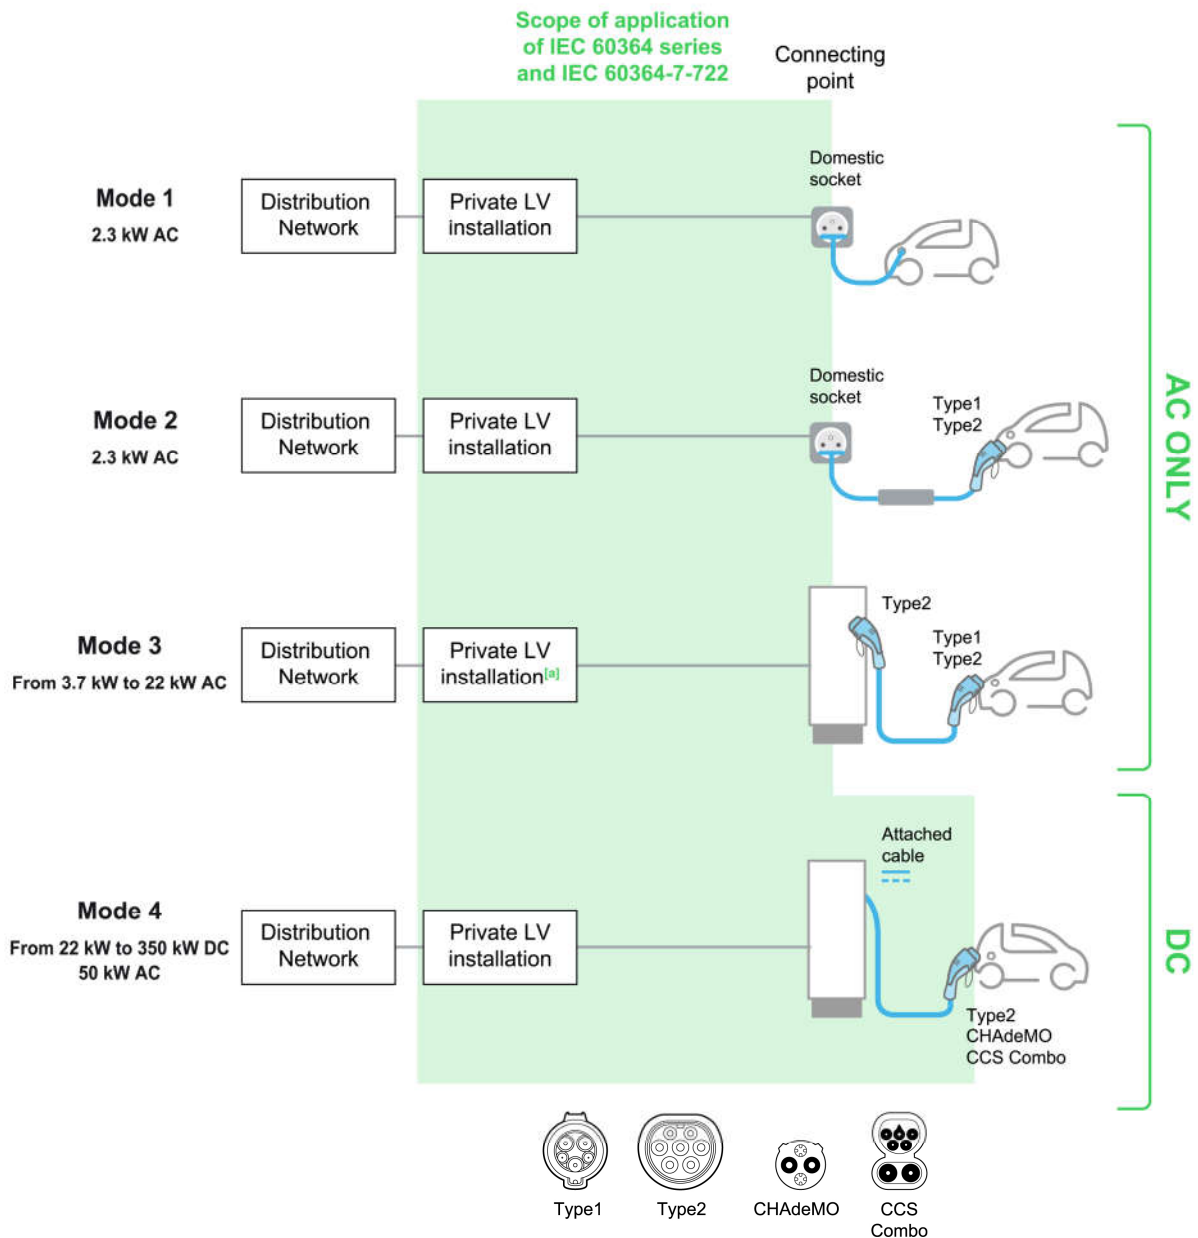 Scope of application
of IEC 60364 series
and IEC 60364-7-722
Connecting
point
Mode 1
2.3 kW AC
Distribution
Network
Private LV
installation
Domestic
socket
Mode 2
2.3 kW AC
Distribution
Network
Private LV
installation
Domestic
socket
Type1
Type2
AC ONLY
Mode 3
From 3.7 kW to 22 kW AC
Distribution
Network
Private LV
installation[a]
Type2
Type1
Type2
Mode 4
From 22 kW to 350 kW DC
50 kW AC
Distribution
Network
Private LV
installation
Attached
cable
Type2
CHAdeMO
CCS Combo
DC
Type1
Type2
CHAdeMO
CCS
Combo